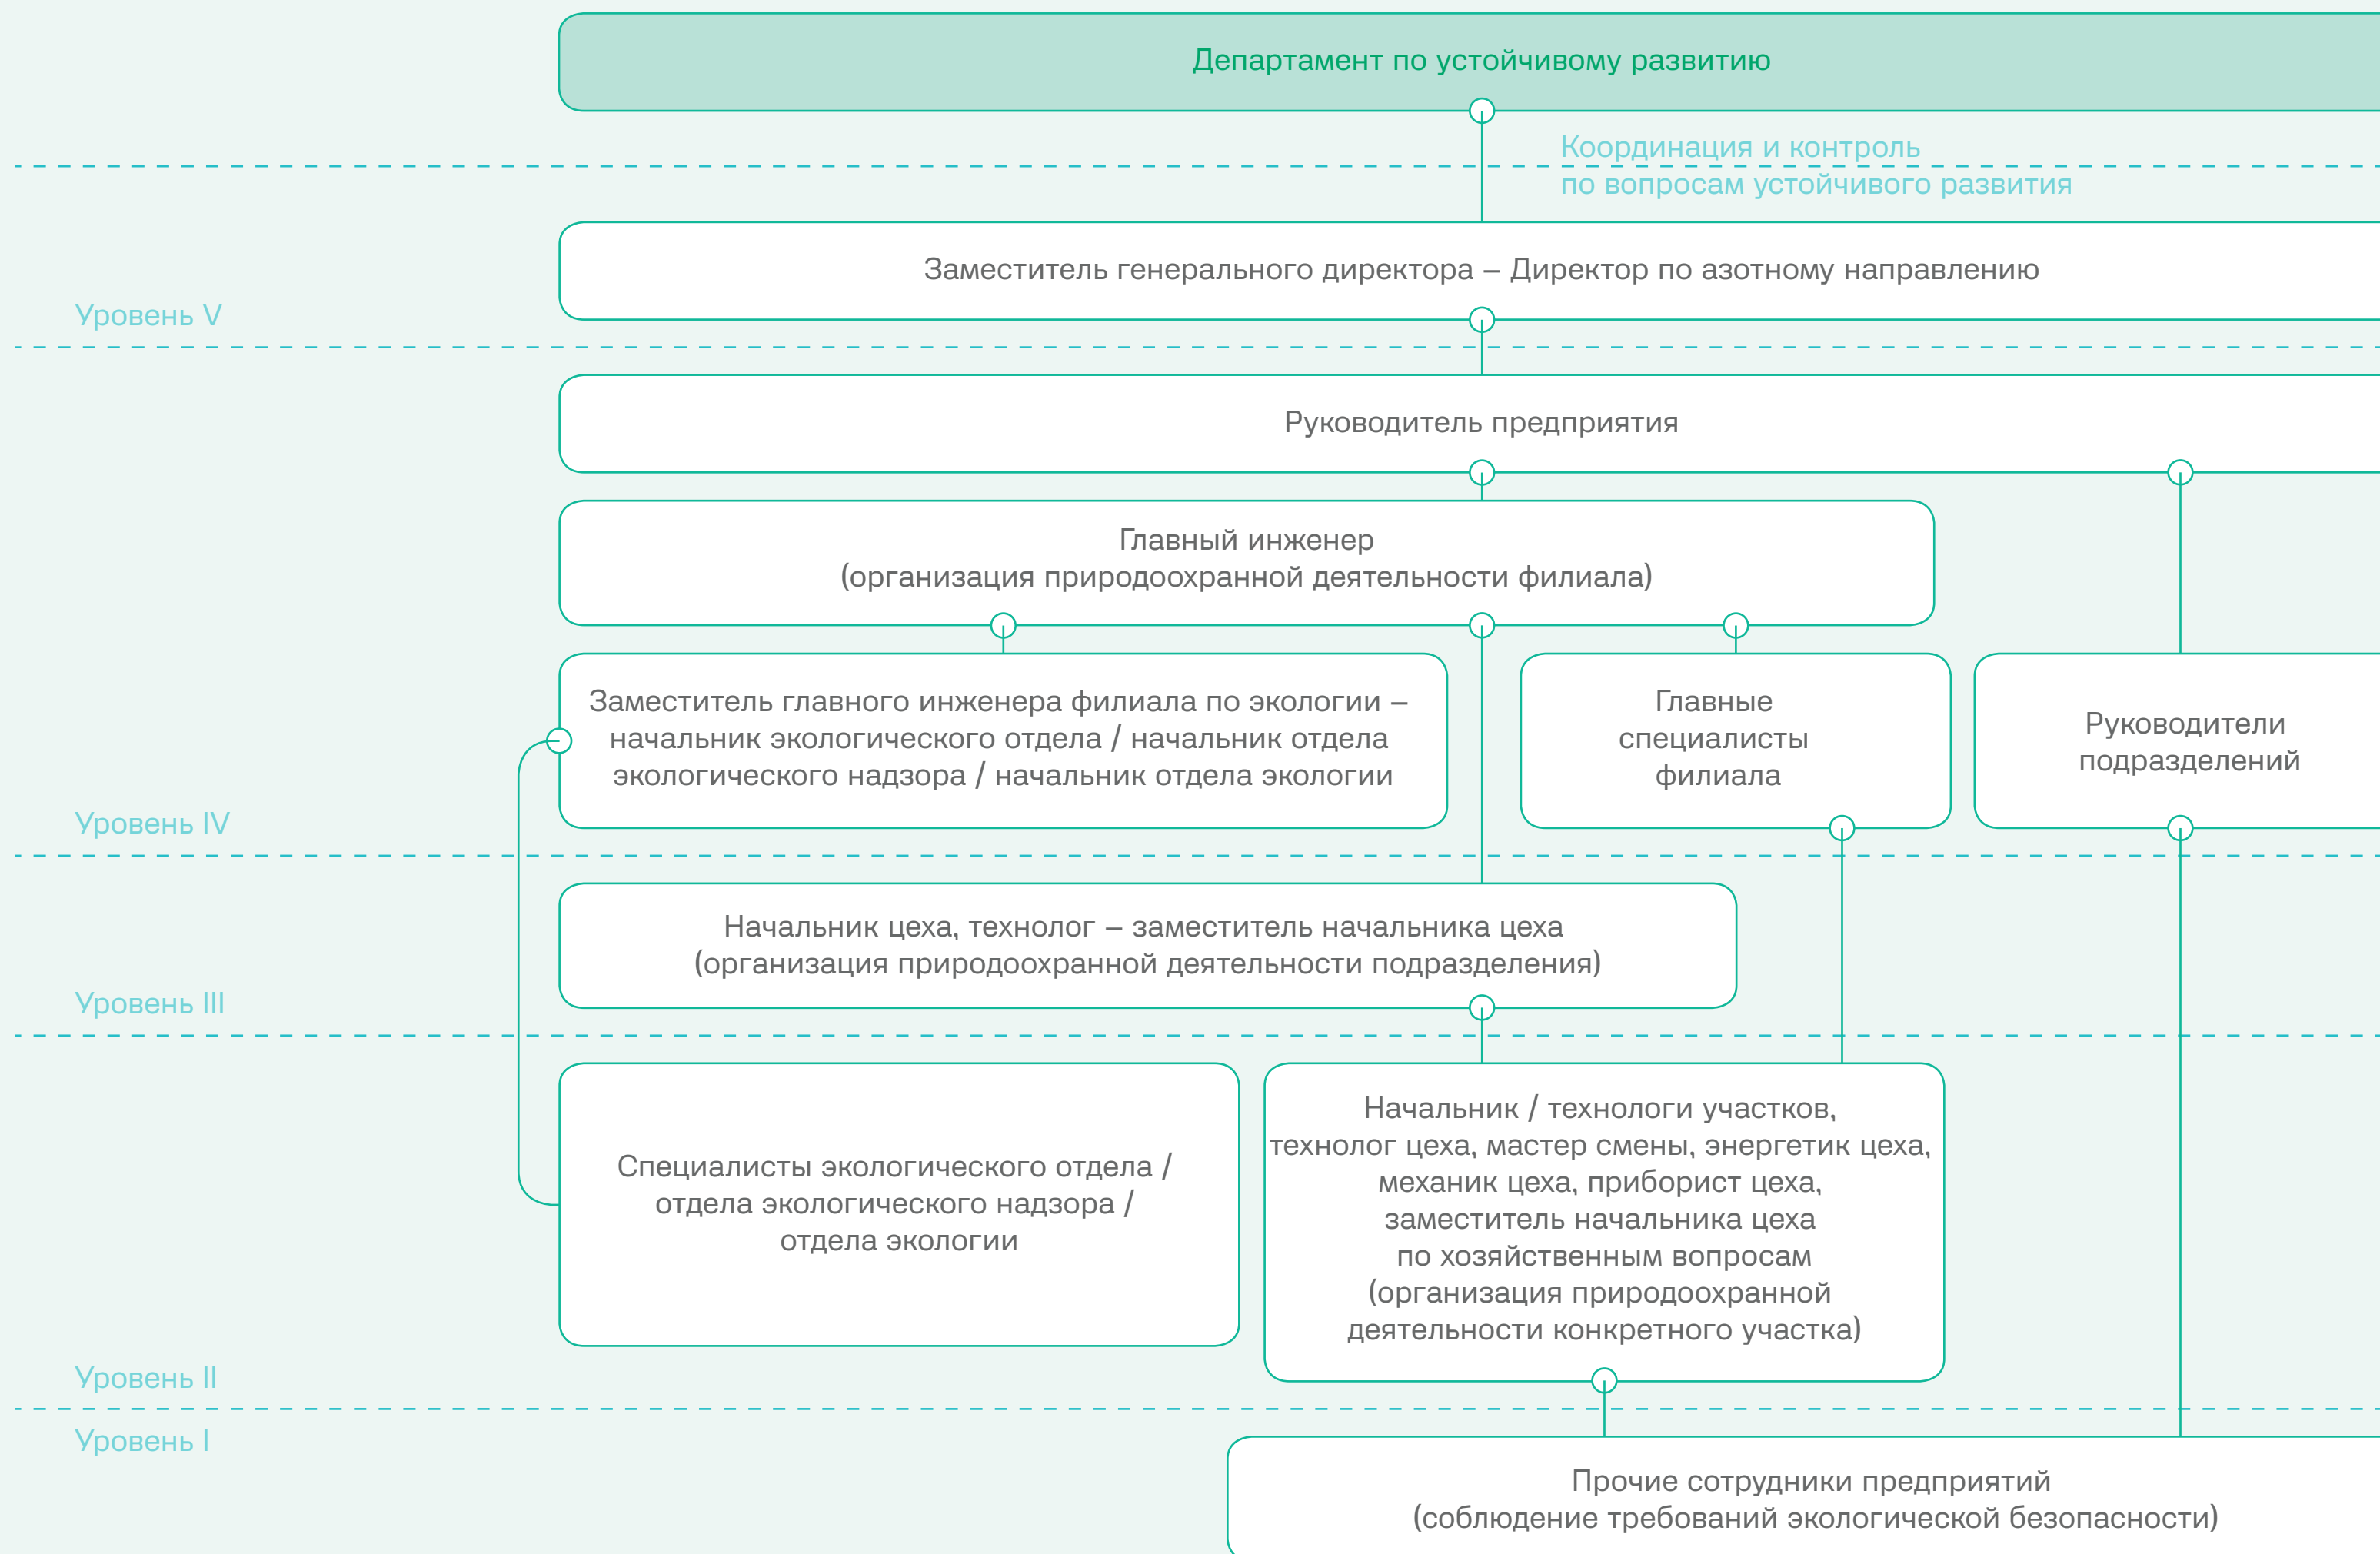 Департамент по устойчивому развитию
Координация и контроль
по вопросам устойчивого развития
Заместитель генерального директора – Директор по азотному направлению
Уровень V
Руководитель предприятия
Главный инженер
(организация природоохранной деятельности филиала)
Заместитель главного инженера филиала по экологии –
начальник экологического отдела / начальник отдела
экологического надзора / начальник отдела экологии
Главные
специалисты
филиала
Руководители
подразделений
Уровень IV
Начальник цеха, технолог – заместитель начальника цеха
(организация природоохранной деятельности подразделения)
Уровень III
Специалисты экологического отдела /
отдела экологического надзора /
отдела экологии
Начальник / технологи участков,
технолог цеха, мастер смены, энергетик цеха,
механик цеха, приборист цеха,
заместитель начальника цеха
по хозяйственным вопросам
(организация природоохранной
деятельности конкретного участка)
Уровень II
Уровень I
Прочие сотрудники предприятий
(соблюдение требований экологической безопасности)